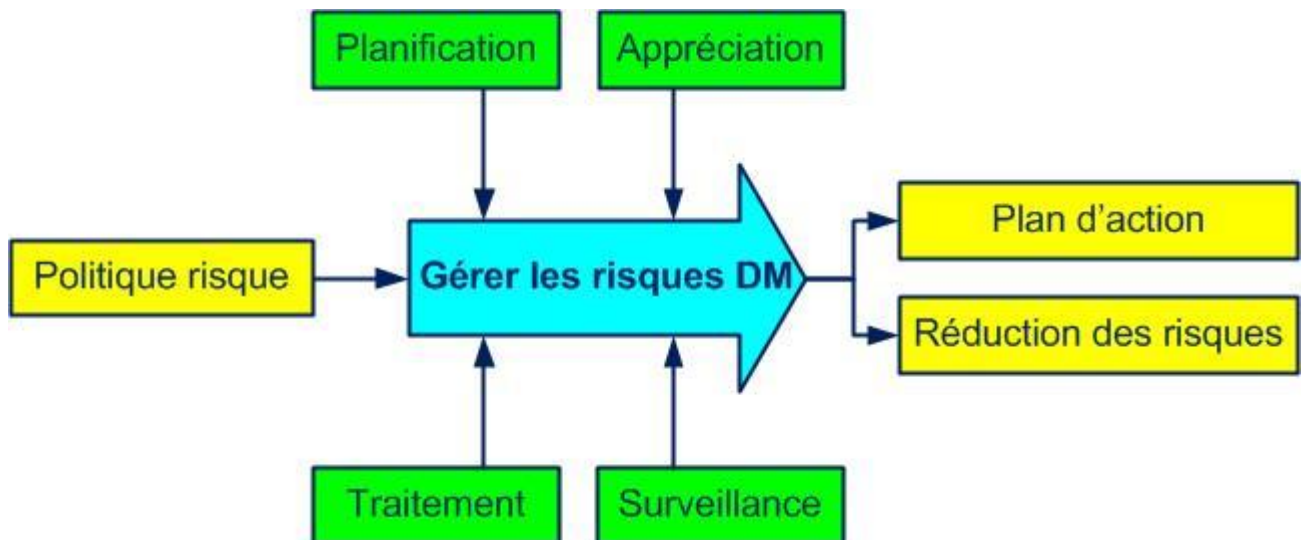 Planification
Appréciation
Politique risque
Gérer les risques DM
Plan d’action
Réduction des risques
Traitement
Surveillance